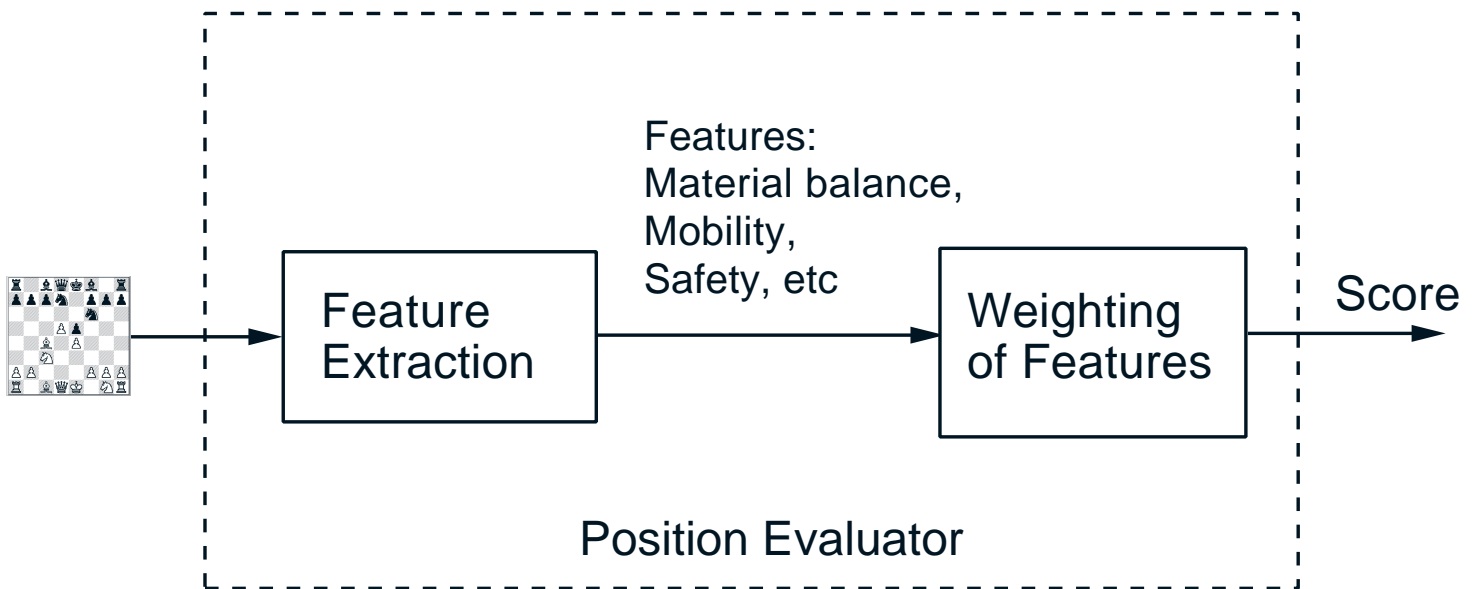 Features:
Material balance,
Mobility,
Safety, etc
Feature
Extraction
Weighting
of Features
Score
Position Evaluator